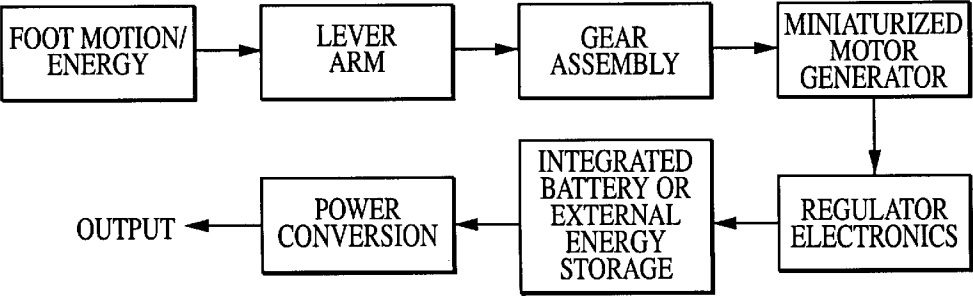 FOOT MOTION/
ENERGY
LEVER
ARM
GEAR
ASSEMBLY
MINIATURIZED
MOTOR
GENERATOR
REGULATOR
ELECTRONICS
INTEGRATED
BATTERY OR
EXTERNAL
ENERGY
STORAGE
POWER
CONVERSION
OUTPUT